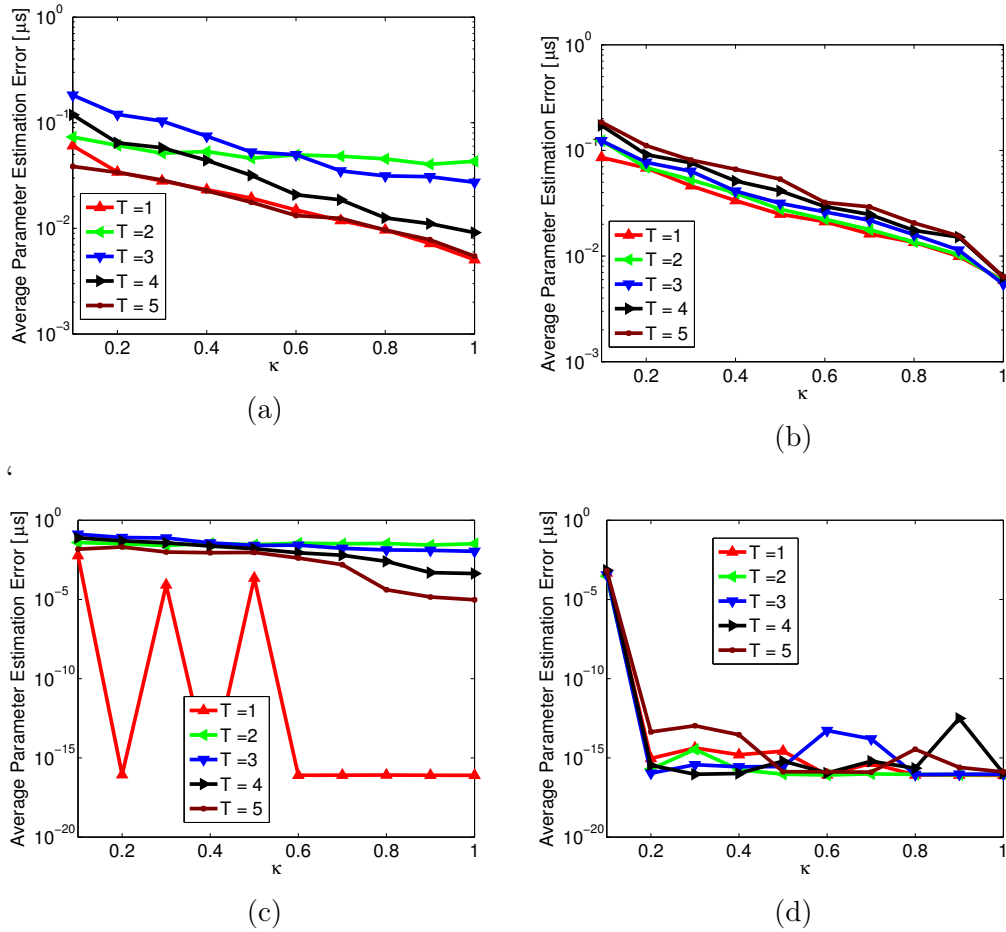 Average Parameter Estimation Error [μs]
10^0
10^-1
10^-2
10^-3
0.2 0.4 0.6 0.8 1
κ
T =1
T =2
T =3
T = 4
T = 5
(a)
Average Parameter Estimation Error [μs]
10^0
10^-1
10^-2
10^-3
0.2 0.4 0.6 0.8 1
κ
T =1
T =2
T =3
T = 4
T = 5
(b)
‘
Average Parameter Estimation Error [μs]
10^0
10^-5
10^-10
10^-15
10^-20
0.2 0.4 0.6 0.8 1
κ
T =1
T =2
T =3
T = 4
T = 5
(c)
Average Parameter Estimation Error [μs]
10^0
10^-5
10^-10
10^-15
10^-20
0.2 0.4 0.6 0.8 1
κ
T =1
T =2
T =3
T = 4
T = 5
(d)